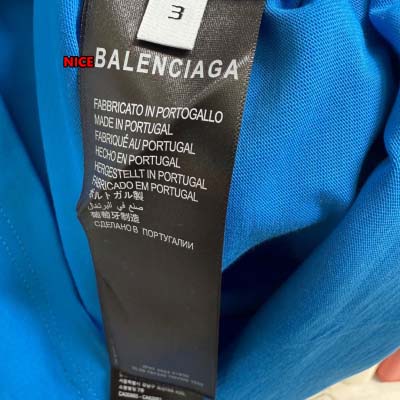 3
NICE
BALENCIAGA
FABBRICATO IN PORTOGALLO
MADE IN PORTUGAL
FABRIQUÉ AU PORTUGAL
HECHO EN PORTUGAL
HERGESTELLT IN PORTUGAL
FABRICADO EM PORTUGAL
ポルトガル製
صنع في البرتغال
葡萄牙制造
СДЕЛАНО В ПОРТУГАЛИИ